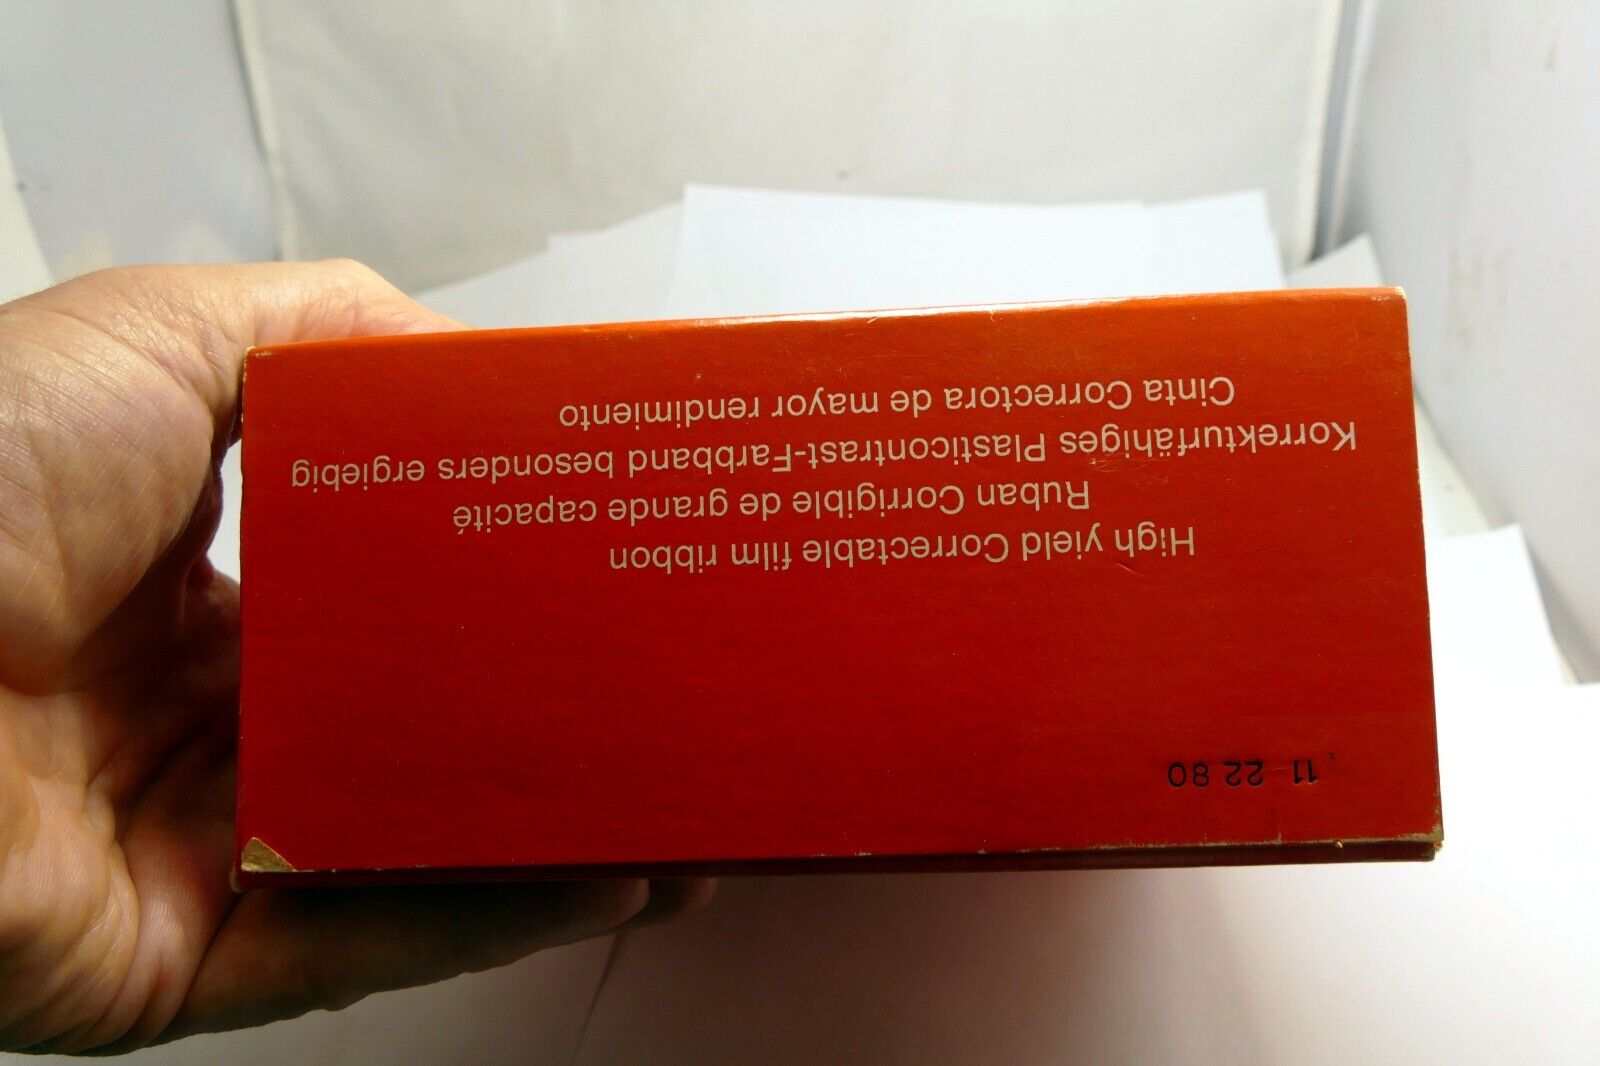 11 22 80
High yield Correctable film ribbon
Ruban Corrigible de grande capacité
Korrekturfähiges Plasticontrast-Farbband besonders ergiebig
Cinta Correctora de mayor rendimiento